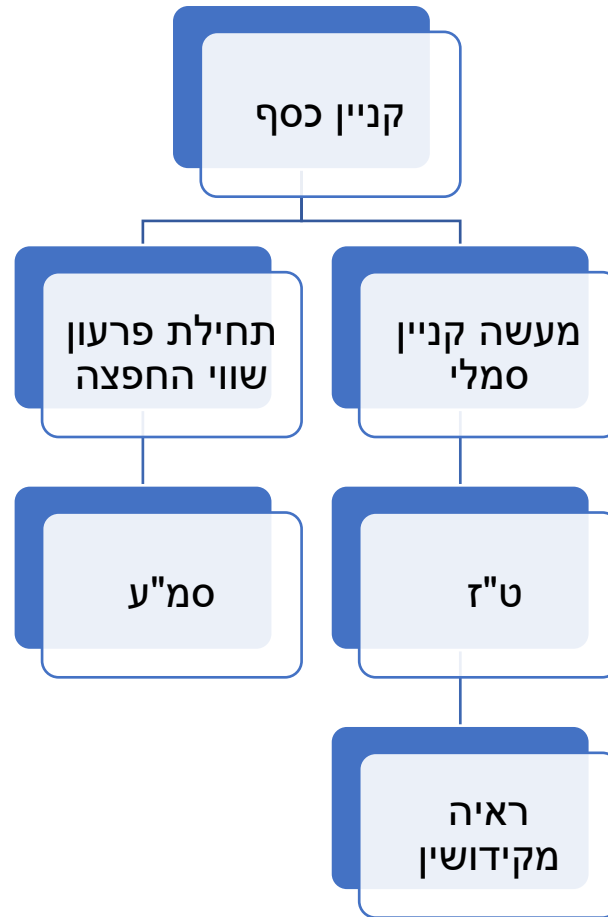 קניין כסף
מעשה קניין
סמלי
תחילת פרעון
שווי החפצה
ט"ז
סמ"ע
ראיה
מקידושין